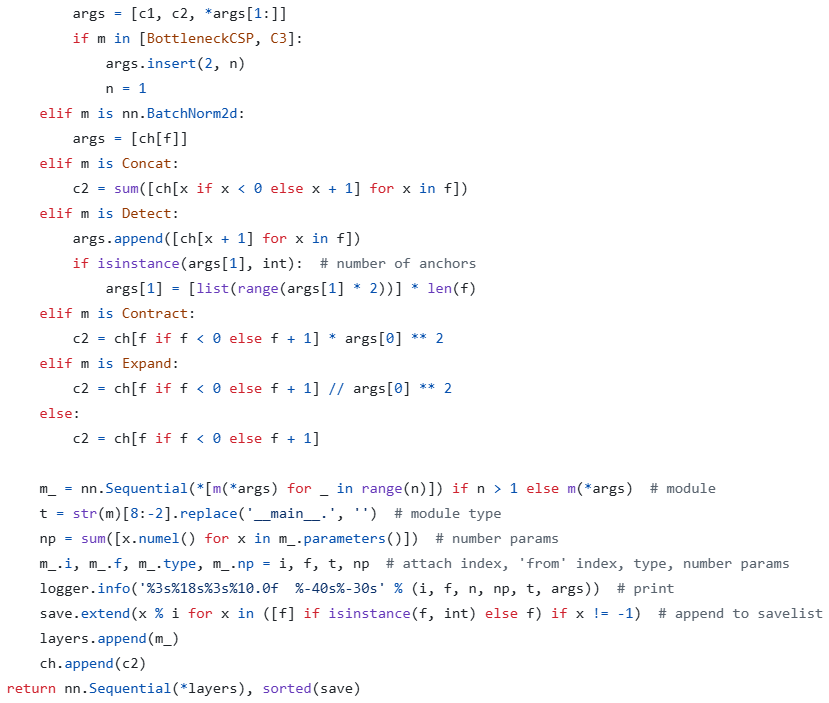 args = [c1, c2, *args[1:]]
        if m in [BottleneckCSP, C3]:
            args.insert(2, n)
            n = 1
    elif m is nn.BatchNorm2d:
        args = [ch[f]]
    elif m is Concat:
        c2 = sum([ch[x if x < 0 else x + 1] for x in f])
    elif m is Detect:
        args.append([ch[x + 1] for x in f])
        if isinstance(args[1], int):  # number of anchors
            args[1] = [list(range(args[1] * 2))] * len(f)
    elif m is Contract:
        c2 = ch[f if f < 0 else f + 1] * args[0] ** 2
    elif m is Expand:
        c2 = ch[f if f < 0 else f + 1] // args[0] ** 2
    else:
        c2 = ch[f if f < 0 else f + 1]

    m_ = nn.Sequential(*[m(*args) for _ in range(n)]) if n > 1 else m(*args)  # module
    t = str(m)[8:-2].replace('__main__.', '')  # module type
    np = sum([x.numel() for x in m_.parameters()])  # number params
    m_.i, m_.f, m_.type, m_.np = i, f, t, np  # attach index, 'from' index, type, number params
    logger.info('%3s%18s%3s%10.0f  %-40s%-30s' % (i, f, n, np, t, args))  # print
    save.extend(x % i for x in ([f] if isinstance(f, int) else f) if x != -1)  # append to savelist
    layers.append(m_)
    ch.append(c2)
return nn.Sequential(*layers), sorted(save)